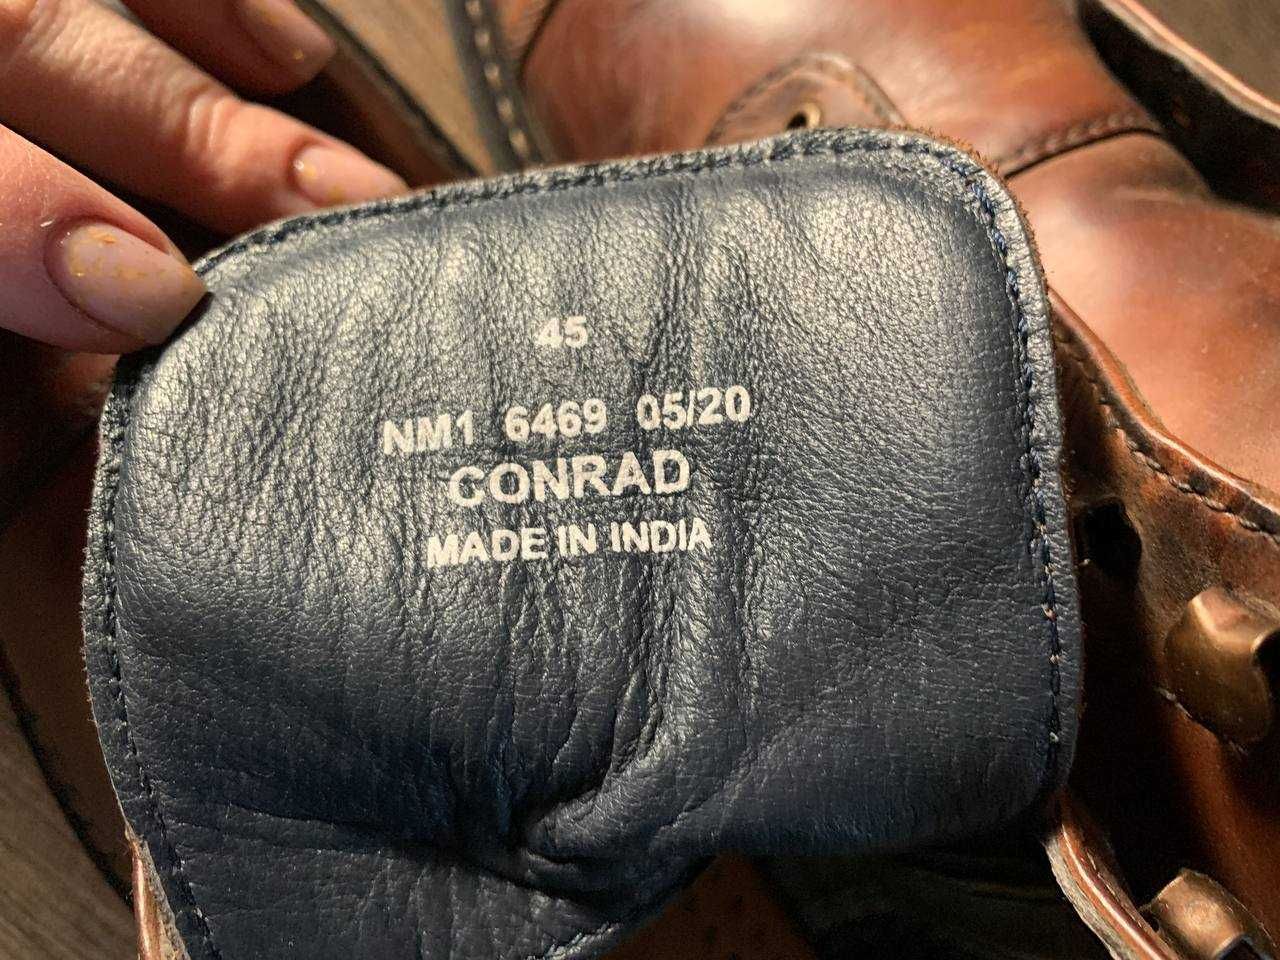 45
NM1 6469 05/20
CONRAD
MADE IN INDIA